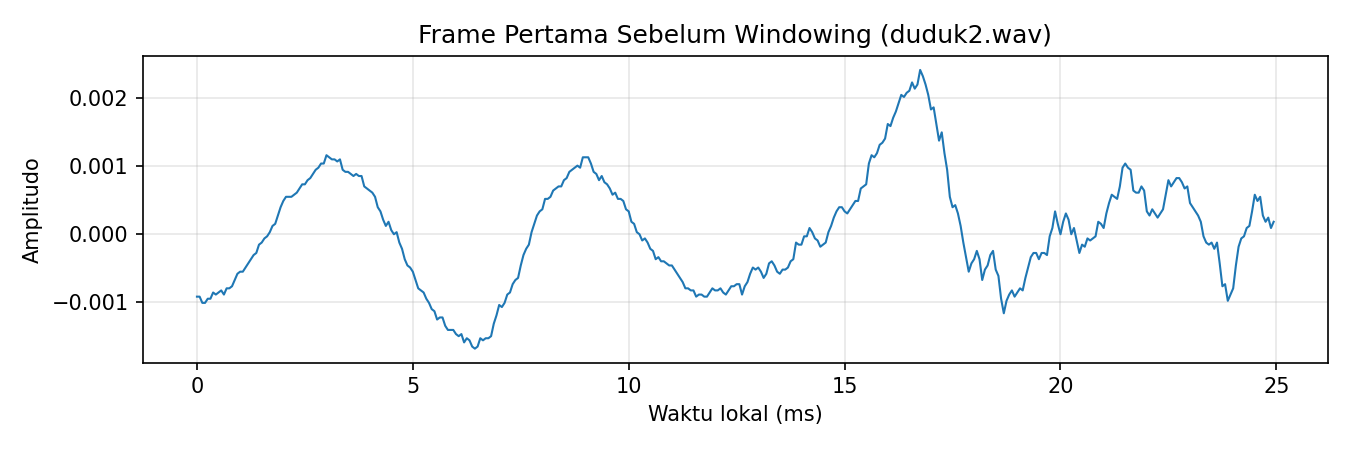 Frame Pertama Sebelum Windowing (duduk2.wav)
Amplitudo
0.002
0.001
0.000
−0.001
0 5 10 15 20 25
Waktu lokal (ms)